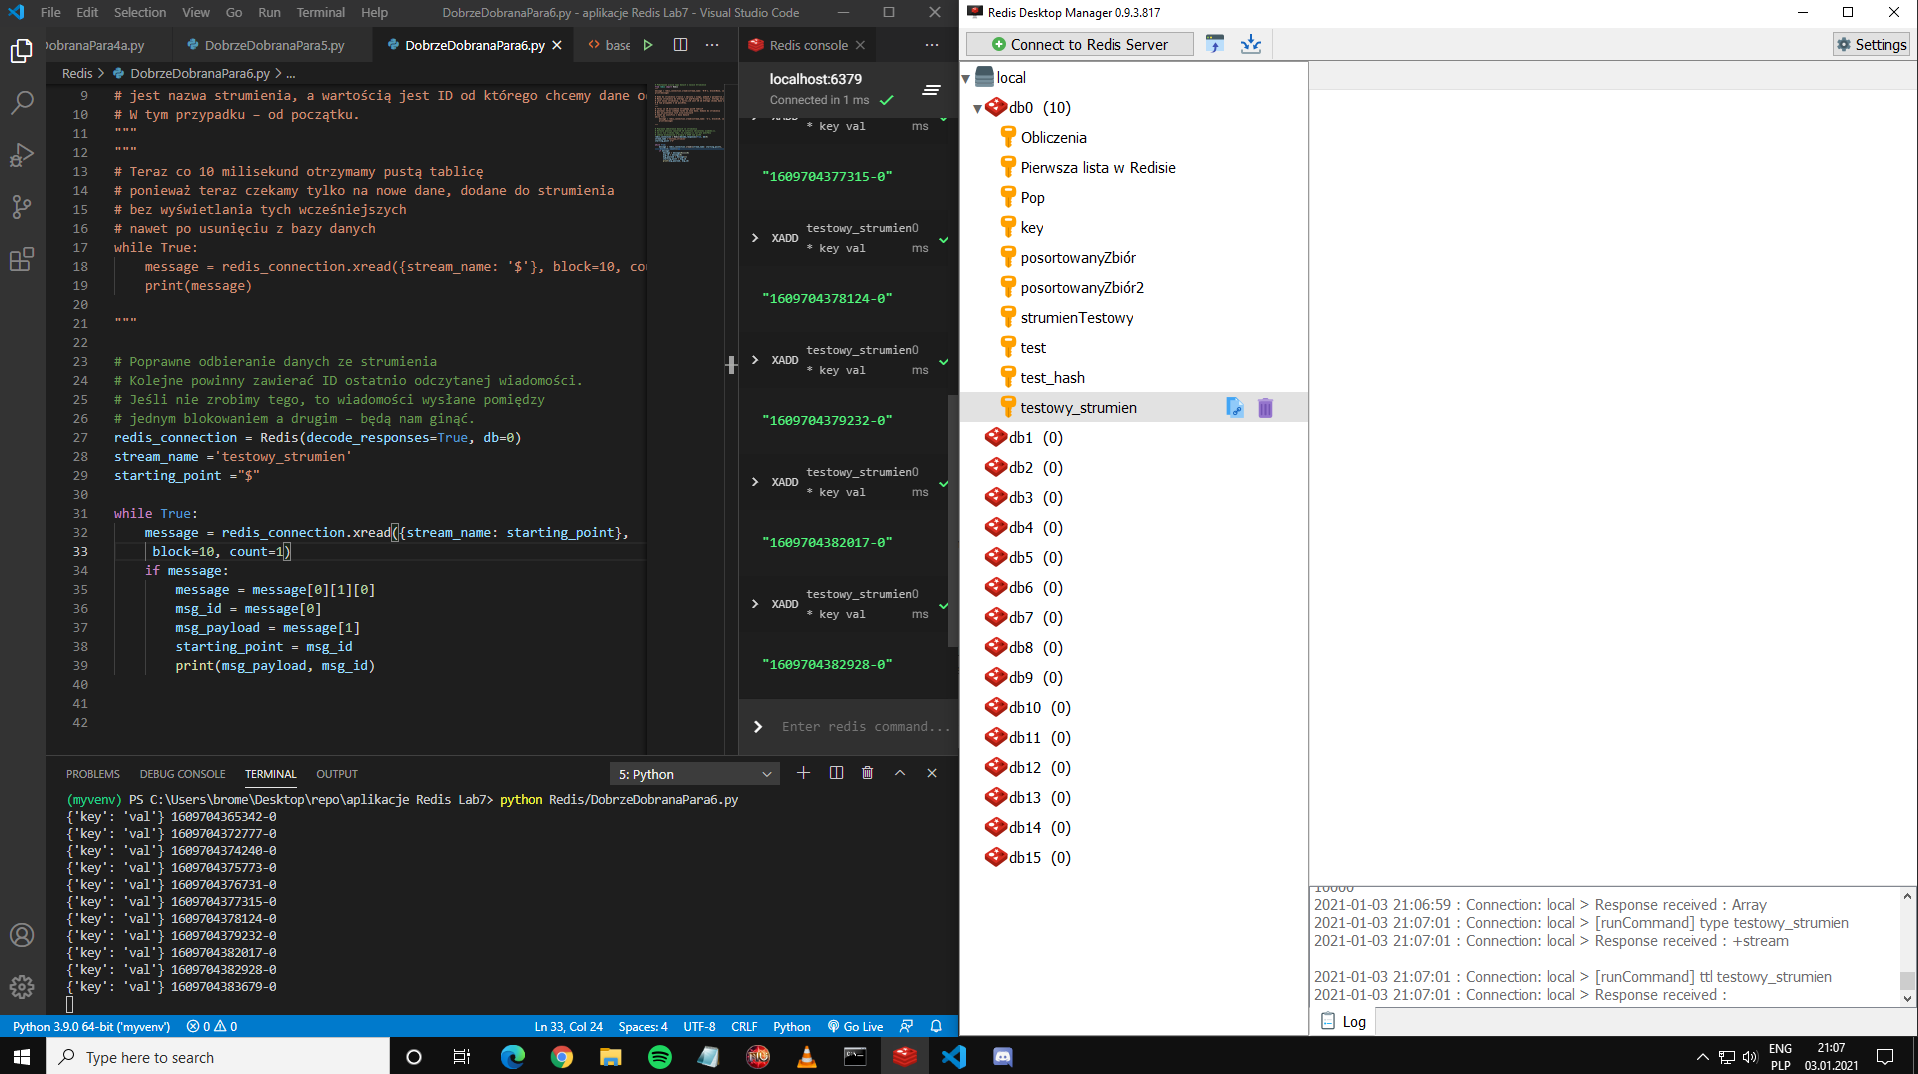 File Edit Selection View Go Run Terminal Help
DobrzeDobranaPara6.py - aplikacje Redis Lab7 - Visual Studio Code
obranaPara4a.py
DobrzeDobranaPara5.py
DobrzeDobranaPara6.py
base
Redis > DobrzeDobranaPara6.py > ...
9 # jest nazwa strumienia, a wartością jest ID od którego chcemy dane
10 # W tym przypadku – od początku.
11 """
12 """
13 # Teraz co 10 milisekund otrzymamy pustą tablicę
14 # ponieważ teraz czekamy tylko na nowe dane, dodane do strumienia
15 # bez wyświetlania tych wcześniejszych
16 # nawet po usunięciu z bazy danych
17 while True:
18 message = redis_connection.xread({stream_name: '$'}, block=10, cou
19 print(message)
20
21 """
22
23 # Poprawne odbieranie danych ze strumienia
24 # Kolejne powinny zawierać ID ostatnio odczytanej wiadomości.
25 # Jeśli nie zrobimy tego, to wiadomości wysłane pomiędzy
26 # jednym blokowaniem a drugim – będą nam ginąć.
27 redis_connection = Redis(decode_responses=True, db=0)
28 stream_name ='testowy_strumien'
29 starting_point ="$"
30
31 while True:
32 message = redis_connection.xread({stream_name: starting_point},
33 block=10, count=1)
34 if message:
35 message = message[0][1][0]
36 msg_id = message[0]
37 msg_payload = message[1]
38 starting_point = msg_id
39 print(msg_payload, msg_id)
40
41
42
Redis console
localhost:6379
Connected in 1 ms
* key val ms
"1609704377315-0"
XADD testowy_strumien 0
* key val ms
"1609704378124-0"
XADD testowy_strumien 0
* key val ms
"1609704379232-0"
XADD testowy_strumien 0
* key val ms
"1609704382017-0"
XADD testowy_strumien 0
* key val ms
"1609704382928-0"
Enter redis command...
PROBLEMS DEBUG CONSOLE TERMINAL OUTPUT
5: Python
(myvenv) PS C:\Users\brome\Desktop\repo\aplikacje Redis Lab7> python Redis/DobrzeDobranaPara6.py
{'key': 'val'} 1609704365342-0
{'key': 'val'} 1609704372777-0
{'key': 'val'} 1609704374240-0
{'key': 'val'} 1609704375773-0
{'key': 'val'} 1609704376731-0
{'key': 'val'} 1609704377315-0
{'key': 'val'} 1609704378124-0
{'key': 'val'} 1609704379232-0
{'key': 'val'} 1609704382017-0
{'key': 'val'} 1609704382928-0
{'key': 'val'} 1609704383679-0
Python 3.9.0 64-bit ('myvenv') 0 0 Ln 33, Col 24 Spaces: 4 UTF-8 CRLF Python Go Live
Redis Desktop Manager 0.9.3.817
Connect to Redis Server
Settings
local
db0 (10)
Obliczenia
Pierwsza lista w Redisie
Pop
key
posortowanyZbiór
posortowanyZbiór2
strumienTestowy
test
test_hash
testowy_strumien
db1 (0)
db2 (0)
db3 (0)
db4 (0)
db5 (0)
db6 (0)
db7 (0)
db8 (0)
db9 (0)
db10 (0)
db11 (0)
db12 (0)
db13 (0)
db14 (0)
db15 (0)
10000
2021-01-03 21:06:59 : Connection: local > Response received : Array
2021-01-03 21:07:01 : Connection: local > [runCommand] type testowy_strumien
2021-01-03 21:07:01 : Connection: local > Response received : +stream
2021-01-03 21:07:01 : Connection: local > [runCommand] ttl testowy_strumien
2021-01-03 21:07:01 : Connection: local > Response received :
Log
Type here to search
ENG
PLP
21:07
03.01.2021